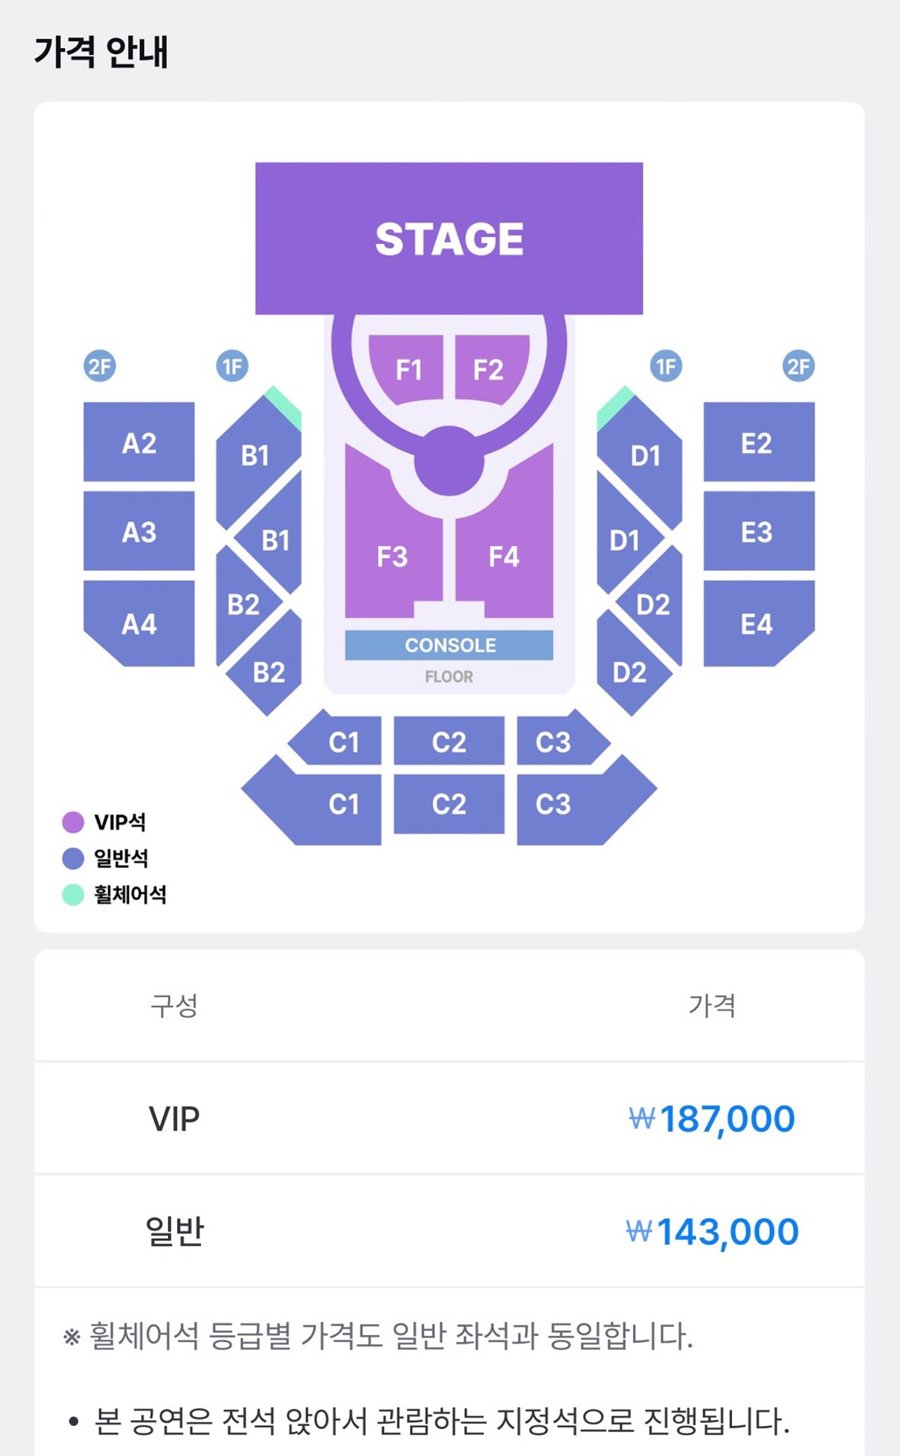 가격 안내
STAGE
2F 1F F1 F2 1F 2F
A2 B1 D1 E2
A3 B1 F3 F4 D1 E3
A4 B2 D2 E4
CONSOLE
B2 FLOOR D2
C1 C2 C3
C1 C2 C3
VIP석
일반석
휠체어석
구성 가격
VIP ₩187,000
일반 ₩143,000
※ 휠체어석 등급별 가격도 일반 좌석과 동일합니다.
• 본 공연은 전석 앉아서 관람하는 지정석으로 진행됩니다.